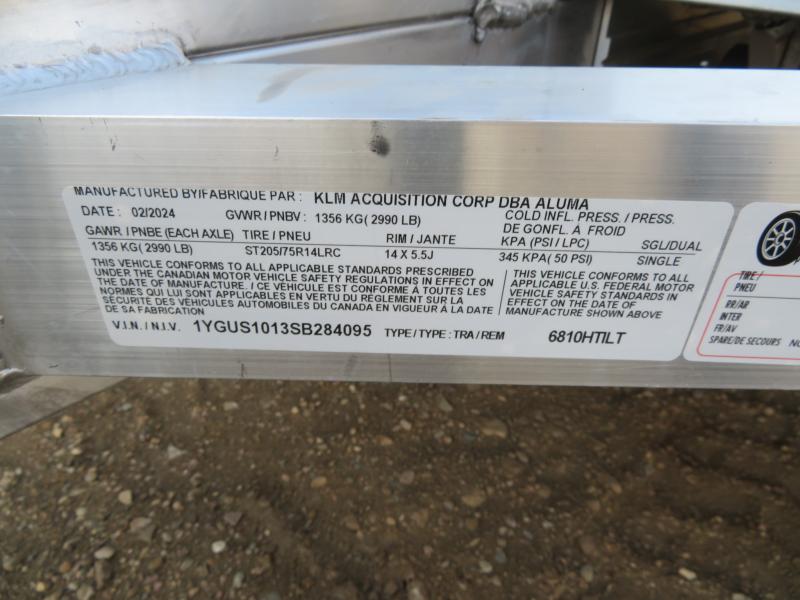 MANUFACTURED BY/FABRIQUE PAR : KLM ACQUISITION CORP DBA ALUMA
DATE : 02/2024 GVWR / PNBV : 1356 KG( 2990 LB)
COLD INFL. PRESS. / PRESS.
DE GONFL. À FROID
GAWR / PNBE (EACH AXLE) TIRE / PNEU RIM / JANTE KPA (PSI / LPC) SGL/DUAL
1356 KG( 2990 LB) ST205/75R14LRC 14 X 5.5J 345 KPA( 50 PSI) SINGLE
THIS VEHICLE CONFORMS TO ALL APPLICABLE STANDARDS PRESCRIBED
UNDER THE CANADIAN MOTOR VEHICLE SAFETY REGULATIONS IN EFFECT ON
THE DATE OF MANUFACTURE. / CE VÉHICULE EST CONFORME À TOUTES LES
NORMES QUI LUI SONT APPLICABLES EN VERTU DU RÈGLEMENT SUR LA
SÉCURITÉ DES VÉHICULES AUTOMOBILES DU CANADA EN VIGUEUR À LA DATE
DE SA FABRICATION
THIS VEHICLE CONFORMS TO ALL
APPLICABLE U.S. FEDERAL MOTOR
VEHICLE SAFETY STANDARDS IN
EFFECT ON THE DATE OF
MANUFACTURE SHOWN ABOVE
V.I.N. / N.I.V. 1YGUS1013SB284095 TYPE / TYPE : TRA / REM 6810HTILT
TIRE /
PNEU
RR/AR
INTER
FR/AV
SPARE/DE SECOURS